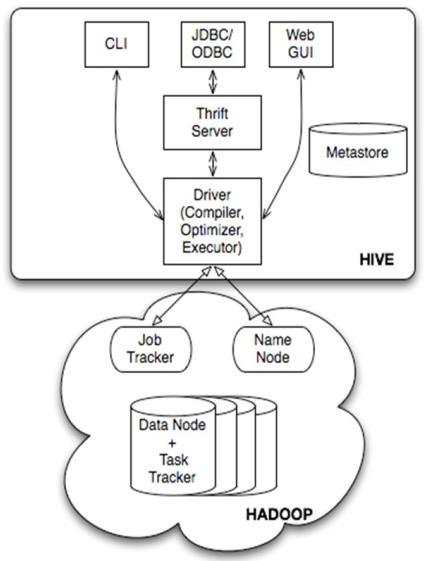 CLI
JDBC/
ODBC
Web
GUI
Thrift
Server
Metastore
Driver
(Compiler,
Optimizer,
Executor)
HIVE
Job
Tracker
Name
Node
Data Node
+
Task
Tracker
HADOOP